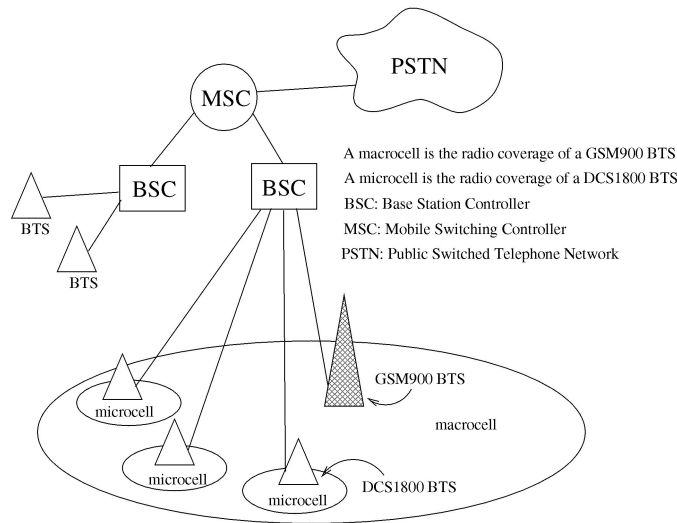 PSTN
MSC
A macrocell is the radio coverage of a GSM900 BTS
A microcell is the radio coverage of a DCS1800 BTS
BSC: Base Station Controller
MSC: Mobile Switching Controller
PSTN: Public Switched Telephone Network
BSC
BSC
BTS
BTS
GSM900 BTS
microcell
macrocell
microcell
microcell
DCS1800 BTS